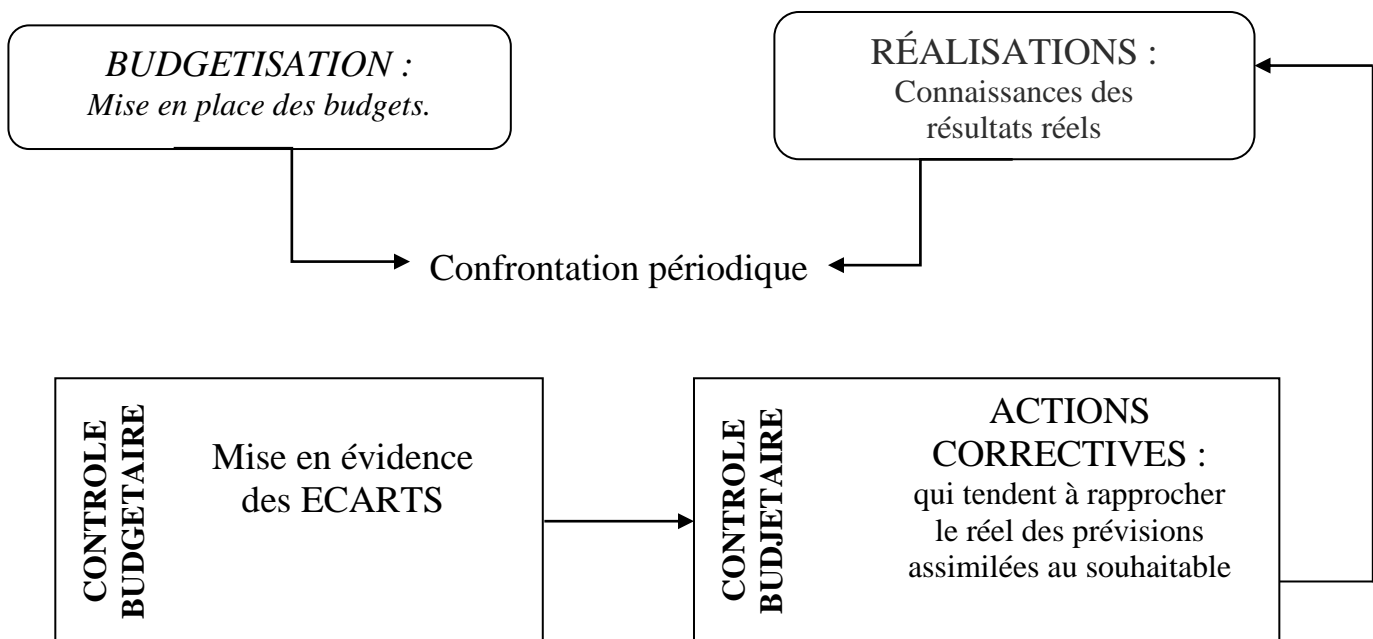 BUDGETISATION :
Mise en place des budgets.
RÉALISATIONS :
Connaissances des
résultats réels
Confrontation périodique
CONTROLE
BUDGETAIRE
Mise en évidence
des ECARTS
CONTROLE
BUDJETAIRE
ACTIONS
CORRECTIVES :
qui tendent à rapprocher
le réel des prévisions
assimilées au souhaitable